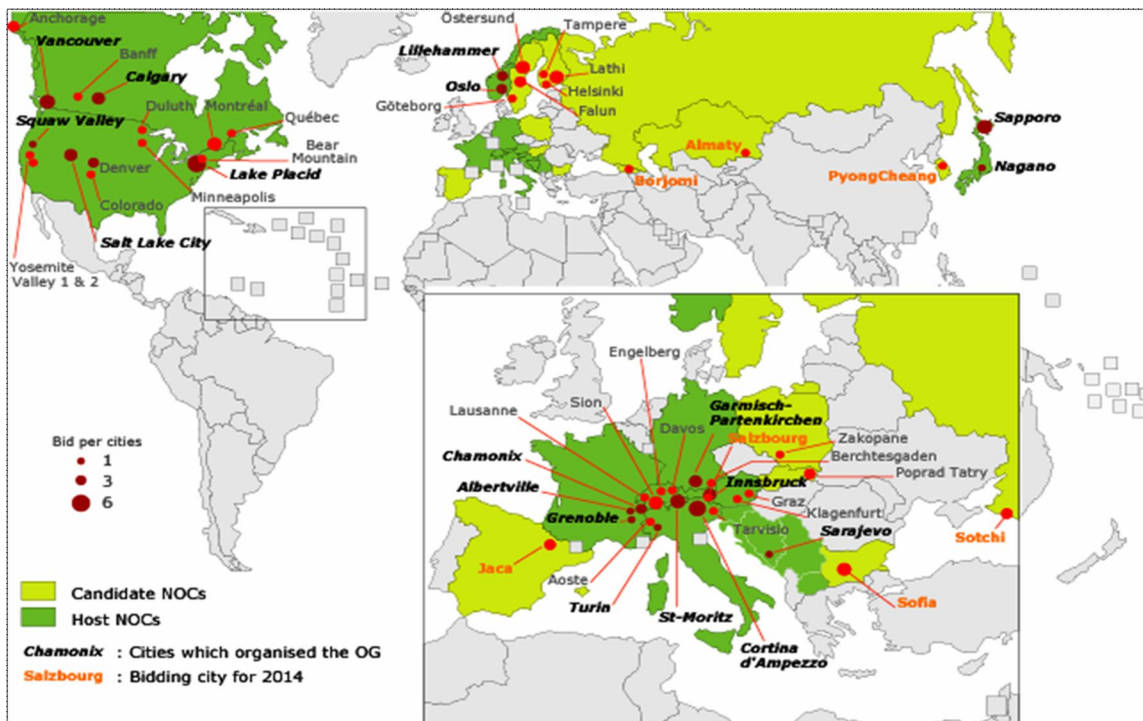 Anchorage
Vancouver
Banff
Calgary
Duluth
Montréal
Squaw Valley
Québec
Bear
Mountain
Denver
Lake Placid
Colorado
Minneapolis
Salt Lake City
Yosemite
Valley 1 & 2
Östersund
Tampere
Lillehammer
Lathi
Oslo
Helsinki
Göteborg
Falun
Almaty
Borjomi
PyongCheang
Sapporo
Nagano
Engelberg
Sion
Lausanne
Garmisch-
Partenkirchen
Davos
Salzbourg
Zakopane
Chamonix
Berchtesgaden
Poprad Tatry
Albertville
Innsbruck
Graz
Grenoble
Klagenfurt
Tarvisio
Sarajevo
Sotchi
Jaca
Aoste
Sofia
Turin
St-Moritz
Cortina
d'Ampezzo
Bid per cities
1
3
6
Candidate NOCs
Host NOCs
Chamonix : Cities which organised the OG
Salzbourg : Bidding city for 2014